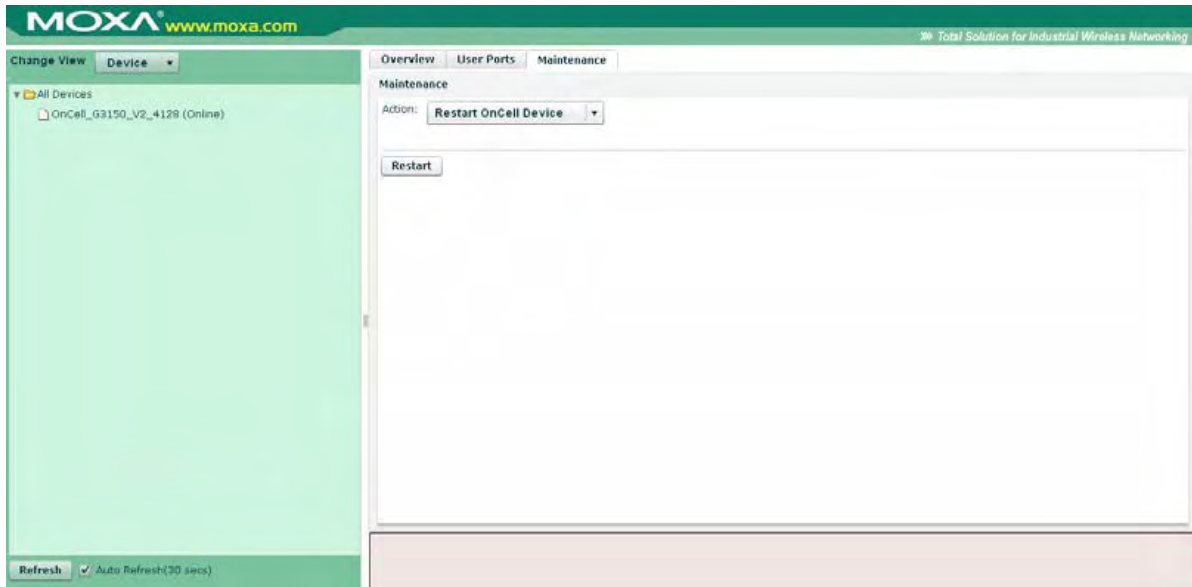 MOXA® www.moxa.com
Total Solution for Industrial Wireless Networking
Change View Device
All Devices
OnCell_G3150_V2_4128 (Online)
Refresh Auto Refresh(30 secs)
Overview User Ports Maintenance
Maintenance
Action: Restart OnCell Device
Restart